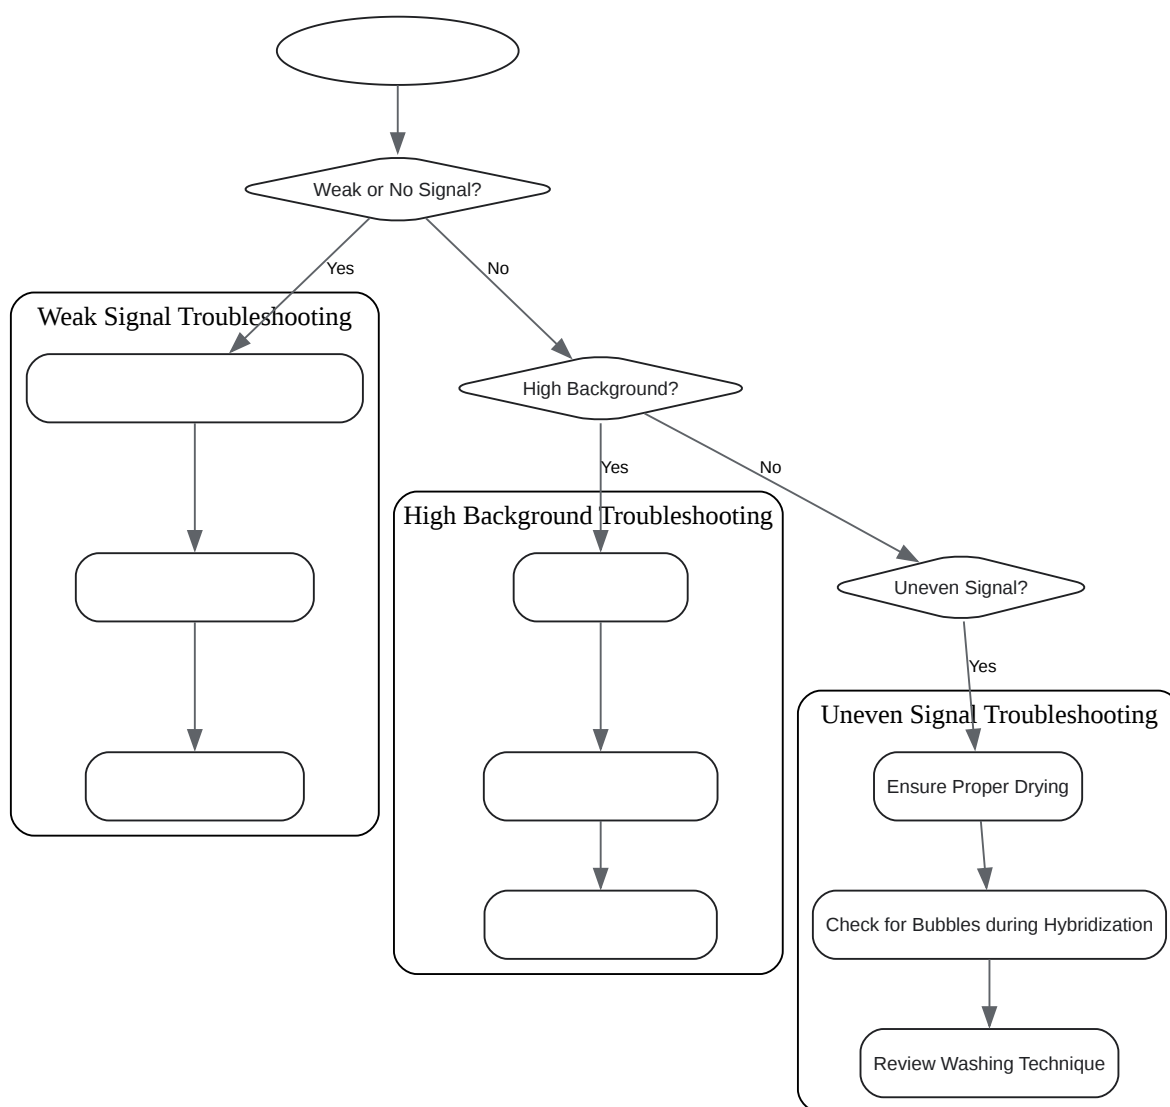 Weak or No Signal?
Yes
No
Weak Signal Troubleshooting
High Background?
Yes
No
High Background Troubleshooting
Uneven Signal?
Yes
Uneven Signal Troubleshooting
Ensure Proper Drying
Check for Bubbles during Hybridization
Review Washing Technique